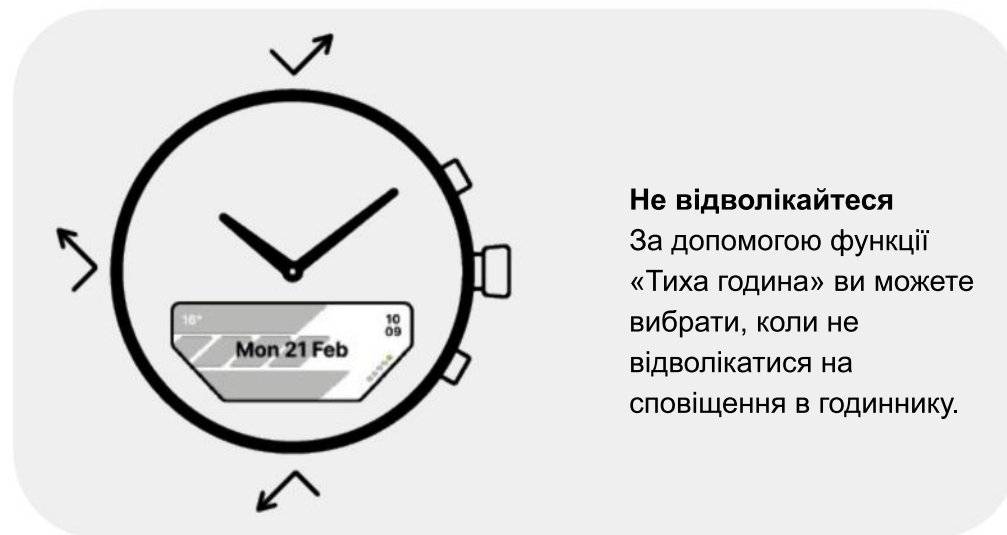 16°
10
09
Mon 21 Feb
Не відволікайтеся
За допомогою функції
«Тиха година» ви можете
вибрати, коли не
відволікатися на
сповіщення в годиннику.